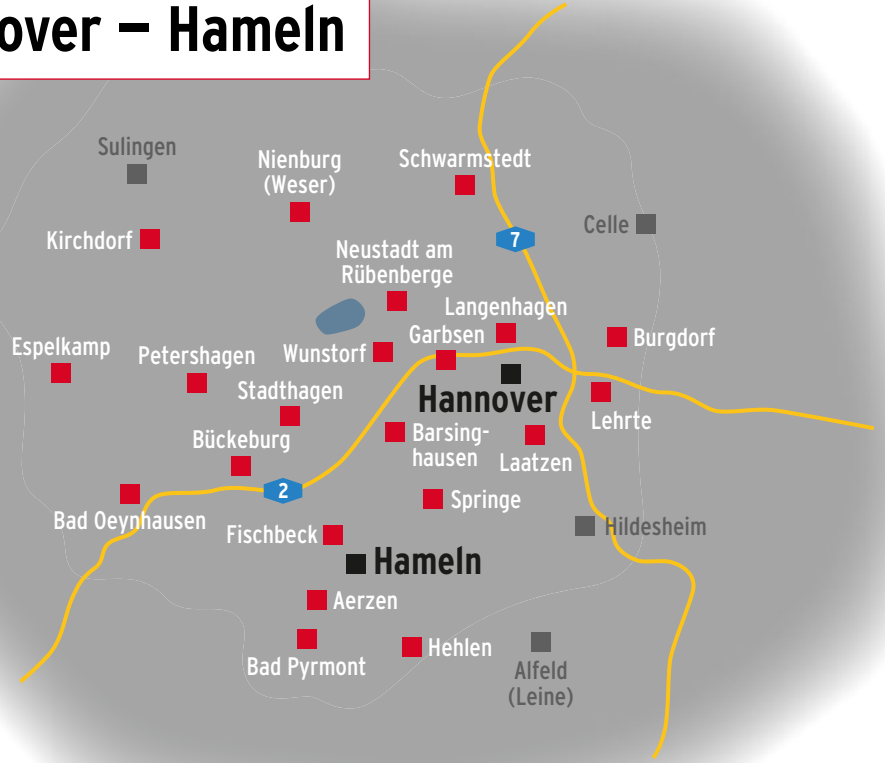 over – Hameln
Sulingen
Nienburg
(Weser)
Schwarmstedt
Kirchdorf
7
Celle
Neustadt am
Rübenberge
Langenhagen
Garbsen
Burgdorf
Espelkamp
Petershagen
Wunstorf
Stadthagen
Hannover
Lehrte
Bückeburg
Barsing-
hausen
Laatzen
2
Springe
Bad Oeynhausen
Fischbeck
Hildesheim
Hameln
Aerzen
Bad Pyrmont
Hehlen
Alfeld
(Leine)